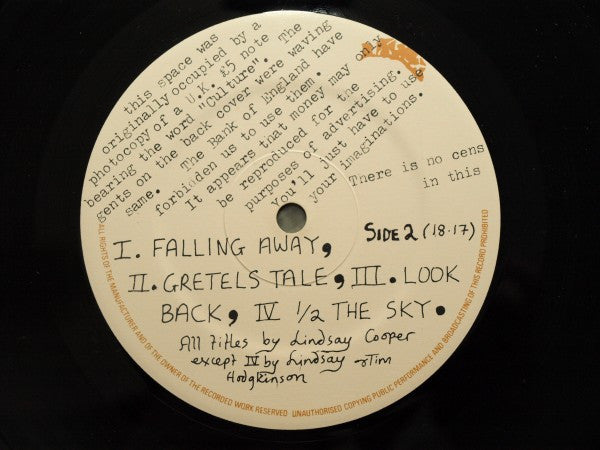 this space was
originally occupied by a
photocopy of a U.K. £5 note
bearing the word "Culture". The
gents on the back cover were waving
same. The Bank of England have
forbidden us to use them.
It appears that money may only
be reproduced for the
purposes of advertising.
You'll just have to use
your imaginations.
There is no cens
in this
SIDE 2 (18.17)
I. FALLING AWAY,
II. GRETELS TALE, III. LOOK
BACK, IV 1/2 THE SKY.
All titles by Lindsay Cooper
except IV by Lindsay + Tim
Hodgkinson
ALL RIGHTS OF THE MANUFACTURER AND OF THE OWNER OF THE RECORDED WORK RESERVED UNAUTHORISED COPYING PUBLIC PERFORMANCE AND BROADCASTING OF THIS RECORD PROHIBITED